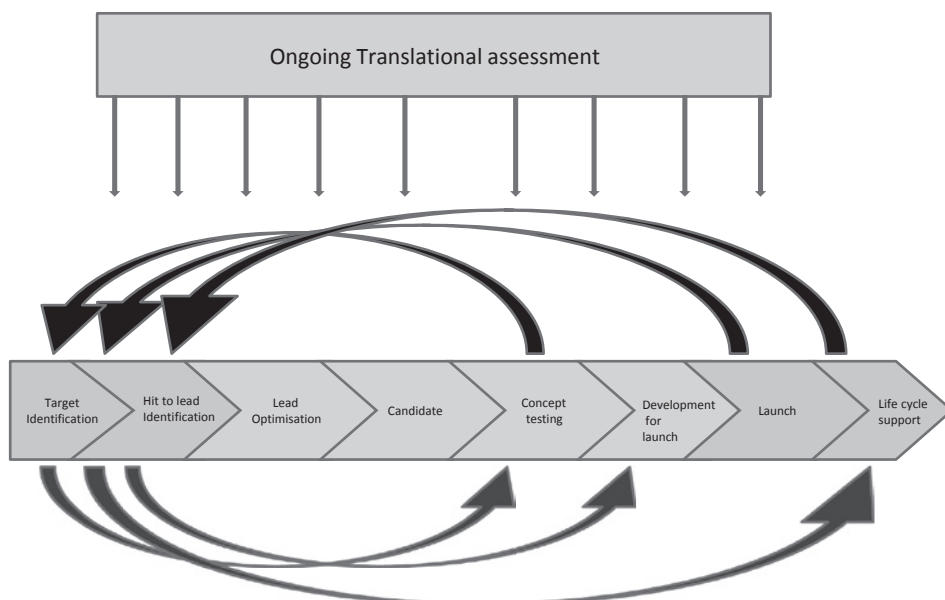 Ongoing Translational assessment
Target
Identification
Hit to lead
Identification
Lead
Optimisation
Candidate
Concept
testing
Development
for
launch
Launch
Life cycle
support